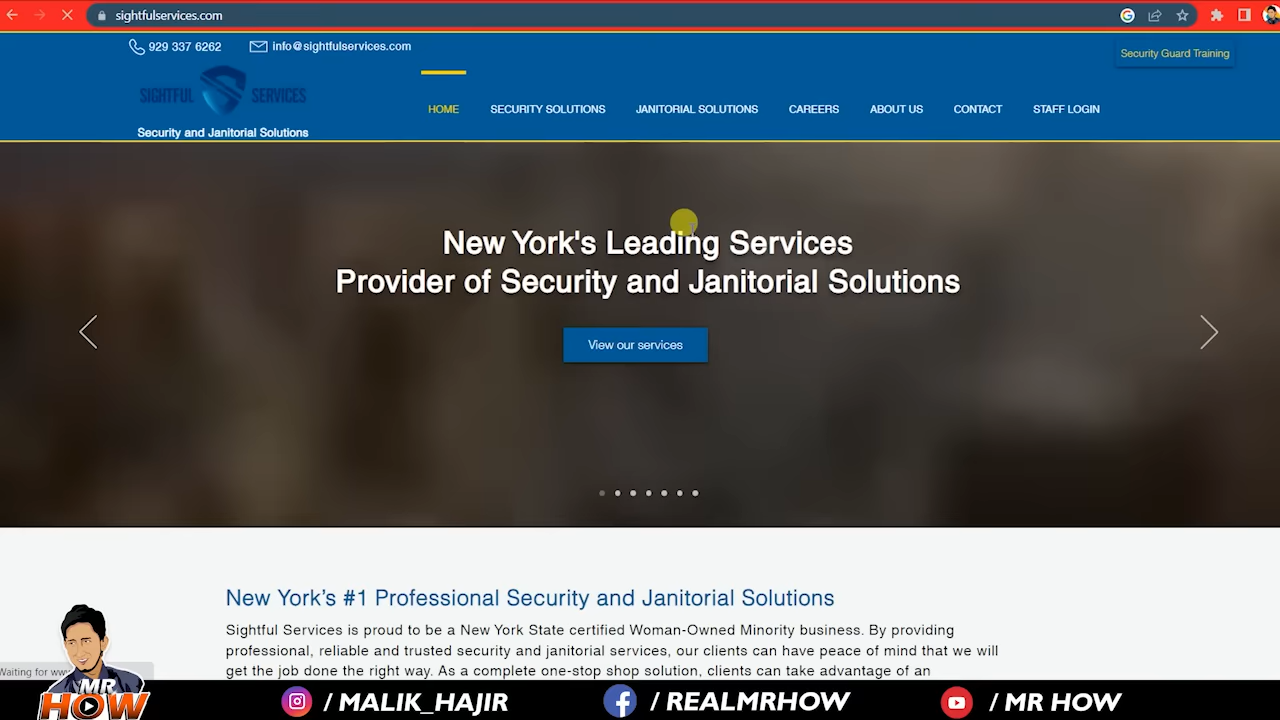 sightfulservices.com
929 337 6262
info@sightfulservices.com
Security Guard Training
SIGHTFUL SERVICES
Security and Janitorial Solutions
HOME
SECURITY SOLUTIONS
JANITORIAL SOLUTIONS
CAREERS
ABOUT US
CONTACT
STAFF LOGIN
New York's Leading Services
Provider of Security and Janitorial Solutions
View our services
New York's #1 Professional Security and Janitorial Solutions
Sightful Services is proud to be a New York State certified Woman-Owned Minority business. By providing
professional, reliable and trusted security and janitorial services, our clients can have peace of mind that we will
get the job done the right way. As a complete one-stop shop solution, clients can take advantage of an
Waiting for
MR
HOW
/ MALIK_HAJIR
/ REALMRHOW
/ MR HOW